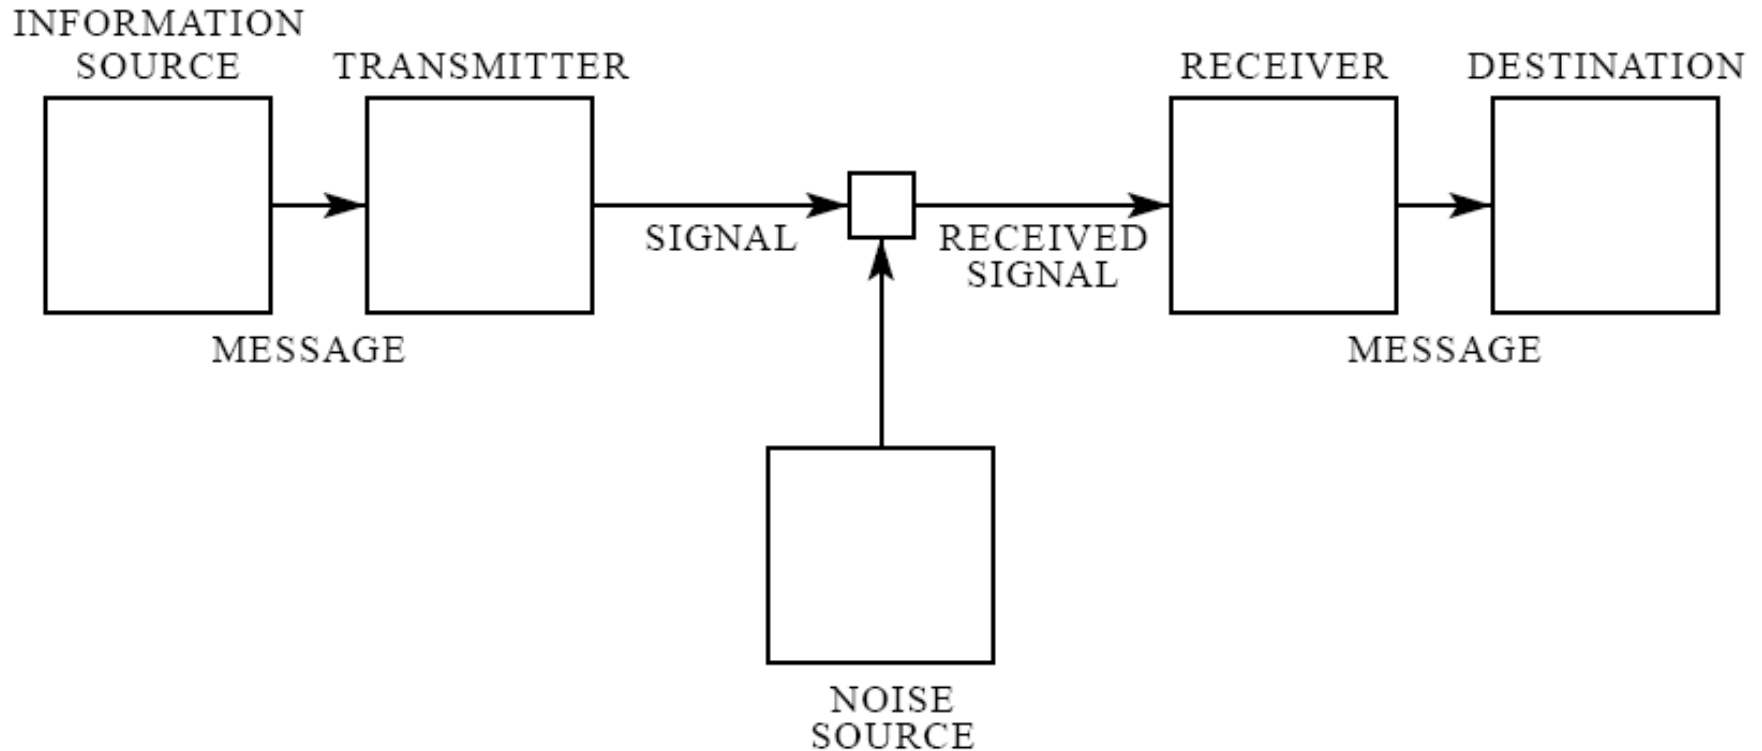 INFORMATION
SOURCE
TRANSMITTER
RECEIVER
DESTINATION
SIGNAL
RECEIVED
SIGNAL
MESSAGE
MESSAGE
NOISE
SOURCE